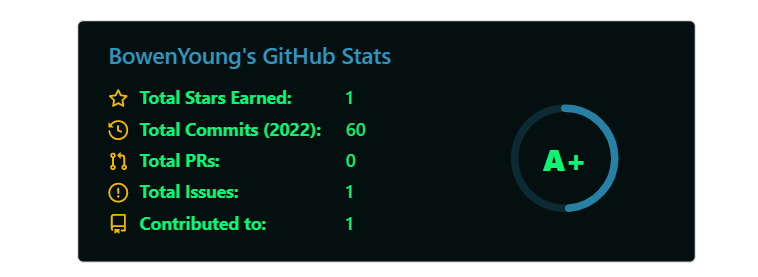 BowenYoung's GitHub Stats
Total Stars Earned: 1
Total Commits (2022): 60
Total PRs: 0
Total Issues: 1
Contributed to: 1
A+